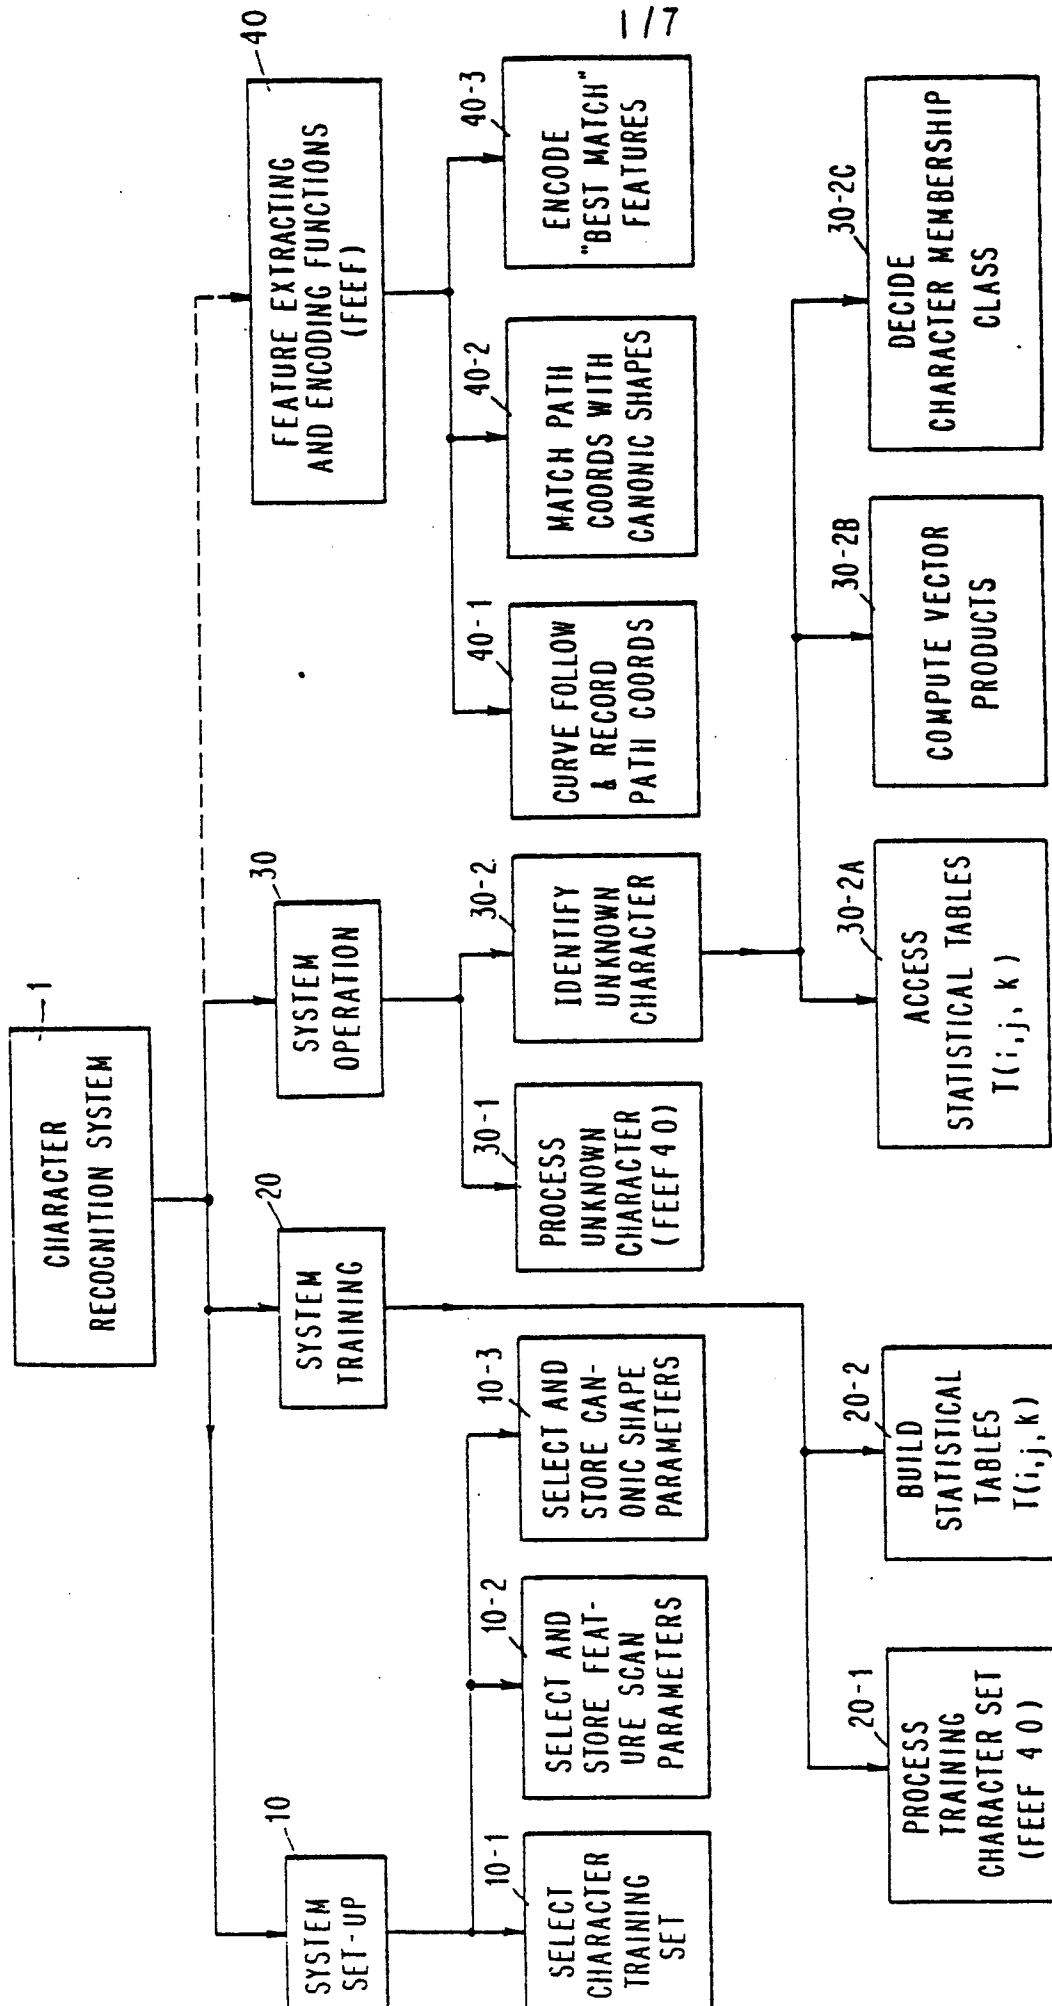 1/7
CHARACTER
RECOGNITION SYSTEM
1
SYSTEM
SET-UP
10
SYSTEM
TRAINING
20
SYSTEM
OPERATION
30
FEATURE EXTRACTING
AND ENCODING FUNCTIONS
(FEEF)
40
SELECT
CHARACTER
TRAINING
SET
10-1
SELECT AND
STORE FEAT-
URE SCAN
PARAMETERS
10-2
SELECT AND
STORE CAN-
ONIC SHAPE
PARAMETERS
10-3
PROCESS
UNKNOWN
CHARACTER
(FEEF 40)
30-1
IDENTIFY
UNKNOWN
CHARACTER
30-2
CURVE FOLLOW
& RECORD
PATH COORDS
40-1
MATCH PATH
COORDS WITH
CANONIC SHAPES
40-2
ENCODE
"BEST MATCH"
FEATURES
40-3
PROCESS
TRAINING
CHARACTER SET
(FEEF 40)
20-1
BUILD
STATISTICAL
TABLES
T(i,j,k)
20-2
ACCESS
STATISTICAL TABLES
T(i,j,k)
30-2A
COMPUTE VECTOR
PRODUCTS
30-2B
DECIDE
CHARACTER MEMBERSHIP
CLASS
30-2C